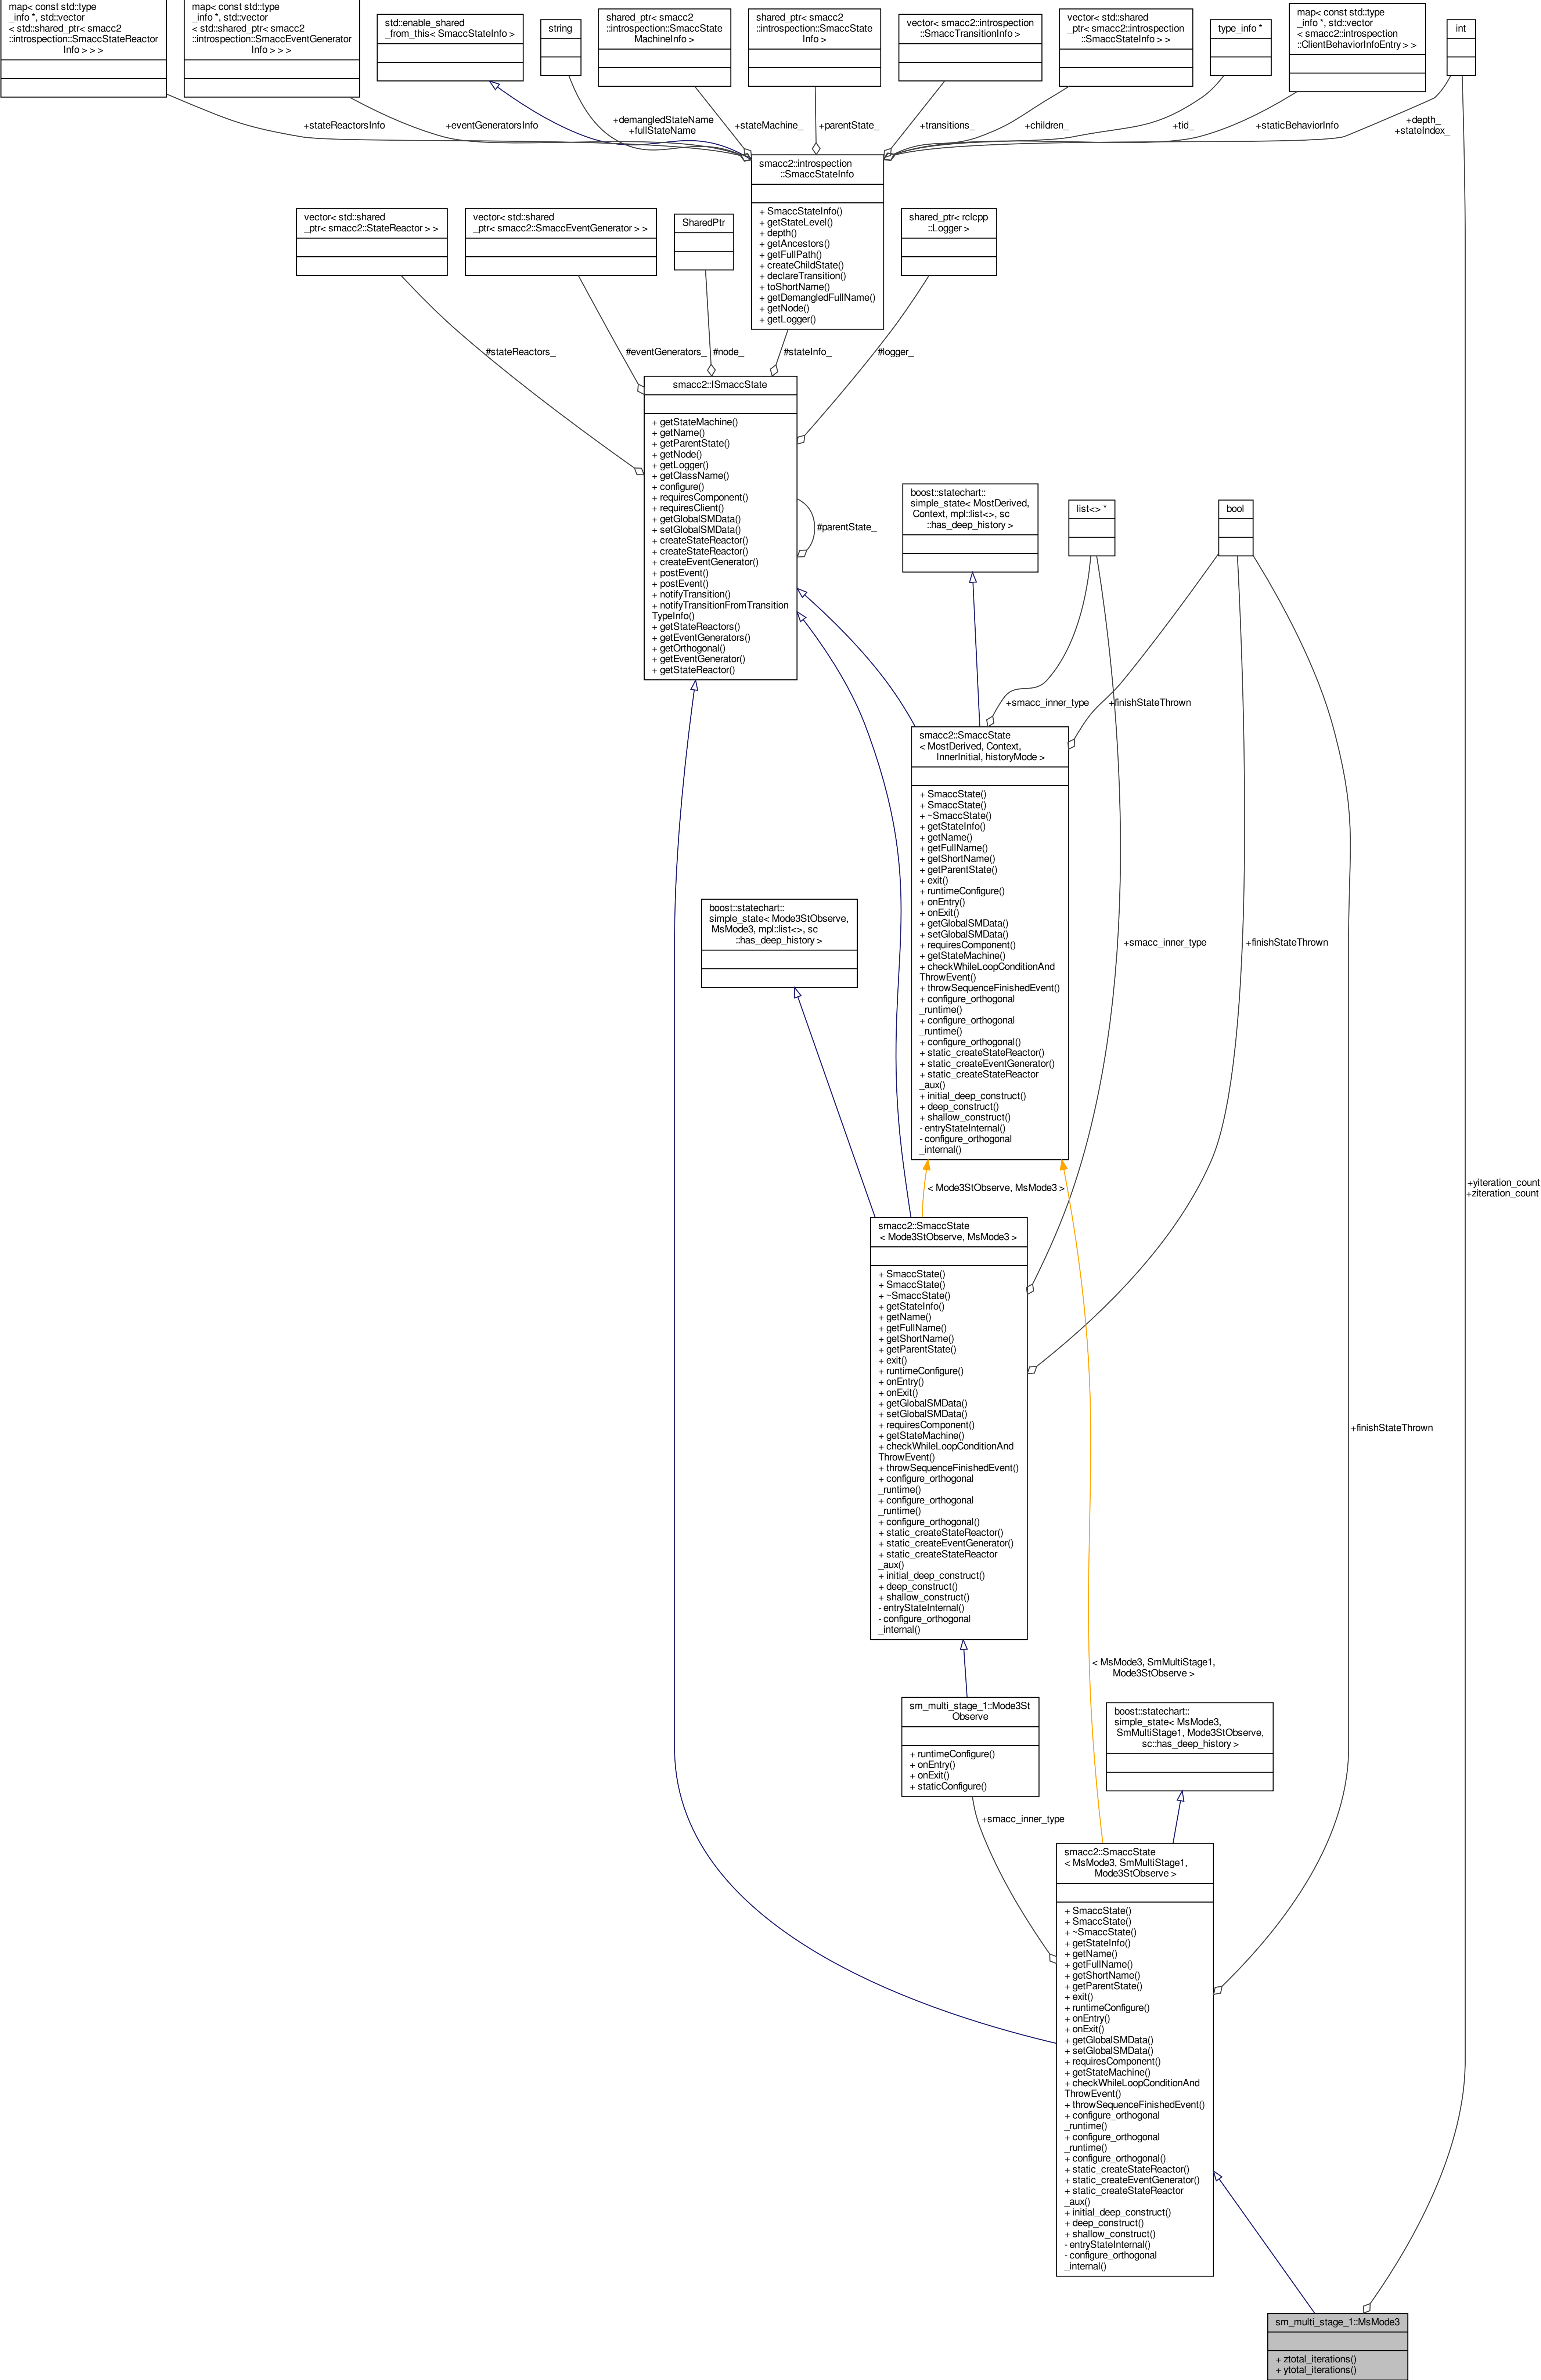 map< const std::type
_info *, std::vector
< std::shared_ptr< smacc2
::introspection::SmaccStateReactor
Info > > >
map< const std::type
_info *, std::vector
< std::shared_ptr< smacc2
::introspection::SmaccEventGenerator
Info > > >
std::enable_shared
_from_this< SmaccStateInfo >
string
shared_ptr< smacc2
::introspection::SmaccState
MachineInfo >
shared_ptr< smacc2
::introspection::SmaccState
Info >
vector< smacc2::introspection
::SmaccTransitionInfo >
vector< std::shared
_ptr< smacc2::introspection
::SmaccStateInfo > >
type_info *
map< const std::type
_info *, std::vector
< smacc2::introspection
::ClientBehaviorInfoEntry > >
int
+stateReactorsInfo
+eventGeneratorsInfo
+demangledStateName
+fullStateName
+stateMachine_
+parentState_
+transitions_
+children_
+tid_
+staticBehaviorInfo
+depth_
+stateIndex_
smacc2::introspection
::SmaccStateInfo
+ SmaccStateInfo()
+ getStateLevel()
+ depth()
+ getAncestors()
+ getFullPath()
+ createChildState()
+ declareTransition()
+ toShortName()
+ getDemangledFullName()
+ getNode()
+ getLogger()
vector< std::shared
_ptr< smacc2::StateReactor > >
vector< std::shared
_ptr< smacc2::SmaccEventGenerator > >
SharedPtr
shared_ptr< rclcpp
::Logger >
#stateReactors_
#eventGenerators_
#node_
#stateInfo_
#logger_
smacc2::ISmaccState
+ getStateMachine()
+ getName()
+ getParentState()
+ getNode()
+ getLogger()
+ getClassName()
+ configure()
+ requiresComponent()
+ requiresClient()
+ getGlobalSMData()
+ setGlobalSMData()
+ createStateReactor()
+ createStateReactor()
+ createEventGenerator()
+ postEvent()
+ postEvent()
+ notifyTransition()
+ notifyTransitionFromTransition
TypeInfo()
+ getStateReactors()
+ getEventGenerators()
+ getOrthogonal()
+ getEventGenerator()
+ getStateReactor()
#parentState_
boost::statechart::
simple_state< MostDerived,
Context, mpl::list<>, sc
::has_deep_history >
list<> *
bool
+smacc_inner_type
+finishStateThrown
smacc2::SmaccState
< MostDerived, Context,
InnerInitial, historyMode >
+ SmaccState()
+ SmaccState()
+ ~SmaccState()
+ getStateInfo()
+ getName()
+ getFullName()
+ getShortName()
+ getParentState()
+ exit()
+ runtimeConfigure()
+ onEntry()
+ onExit()
+ getGlobalSMData()
+ setGlobalSMData()
+ requiresComponent()
+ getStateMachine()
+ checkWhileLoopConditionAnd
ThrowEvent()
+ throwSequenceFinishedEvent()
+ configure_orthogonal
_runtime()
+ configure_orthogonal
_runtime()
+ configure_orthogonal()
+ static_createStateReactor()
+ static_createEventGenerator()
+ static_createStateReactor
_aux()
+ initial_deep_construct()
+ deep_construct()
+ shallow_construct()
- entryStateInternal()
- configure_orthogonal
_internal()
boost::statechart::
simple_state< Mode3StObserve,
MsMode3, mpl::list<>, sc
::has_deep_history >
+smacc_inner_type
+finishStateThrown
< Mode3StObserve, MsMode3 >
+yiteration_count
+ziteration_count
smacc2::SmaccState
< Mode3StObserve, MsMode3 >
+ SmaccState()
+ SmaccState()
+ ~SmaccState()
+ getStateInfo()
+ getName()
+ getFullName()
+ getShortName()
+ getParentState()
+ exit()
+ runtimeConfigure()
+ onEntry()
+ onExit()
+ getGlobalSMData()
+ setGlobalSMData()
+ requiresComponent()
+ getStateMachine()
+ checkWhileLoopConditionAnd
ThrowEvent()
+ throwSequenceFinishedEvent()
+ configure_orthogonal
_runtime()
+ configure_orthogonal
_runtime()
+ configure_orthogonal()
+ static_createStateReactor()
+ static_createEventGenerator()
+ static_createStateReactor
_aux()
+ initial_deep_construct()
+ deep_construct()
+ shallow_construct()
- entryStateInternal()
- configure_orthogonal
_internal()
+finishStateThrown
< MsMode3, SmMultiStage1,
Mode3StObserve >
sm_multi_stage_1::Mode3St
Observe
+ runtimeConfigure()
+ onEntry()
+ onExit()
+ staticConfigure()
boost::statechart::
simple_state< MsMode3,
SmMultiStage1, Mode3StObserve,
sc::has_deep_history >
+smacc_inner_type
smacc2::SmaccState
< MsMode3, SmMultiStage1,
Mode3StObserve >
+ SmaccState()
+ SmaccState()
+ ~SmaccState()
+ getStateInfo()
+ getName()
+ getFullName()
+ getShortName()
+ getParentState()
+ exit()
+ runtimeConfigure()
+ onEntry()
+ onExit()
+ getGlobalSMData()
+ setGlobalSMData()
+ requiresComponent()
+ getStateMachine()
+ checkWhileLoopConditionAnd
ThrowEvent()
+ throwSequenceFinishedEvent()
+ configure_orthogonal
_runtime()
+ configure_orthogonal
_runtime()
+ configure_orthogonal()
+ static_createStateReactor()
+ static_createEventGenerator()
+ static_createStateReactor
_aux()
+ initial_deep_construct()
+ deep_construct()
+ shallow_construct()
- entryStateInternal()
- configure_orthogonal
_internal()
sm_multi_stage_1::MsMode3
+ ztotal_iterations()
+ ytotal_iterations()